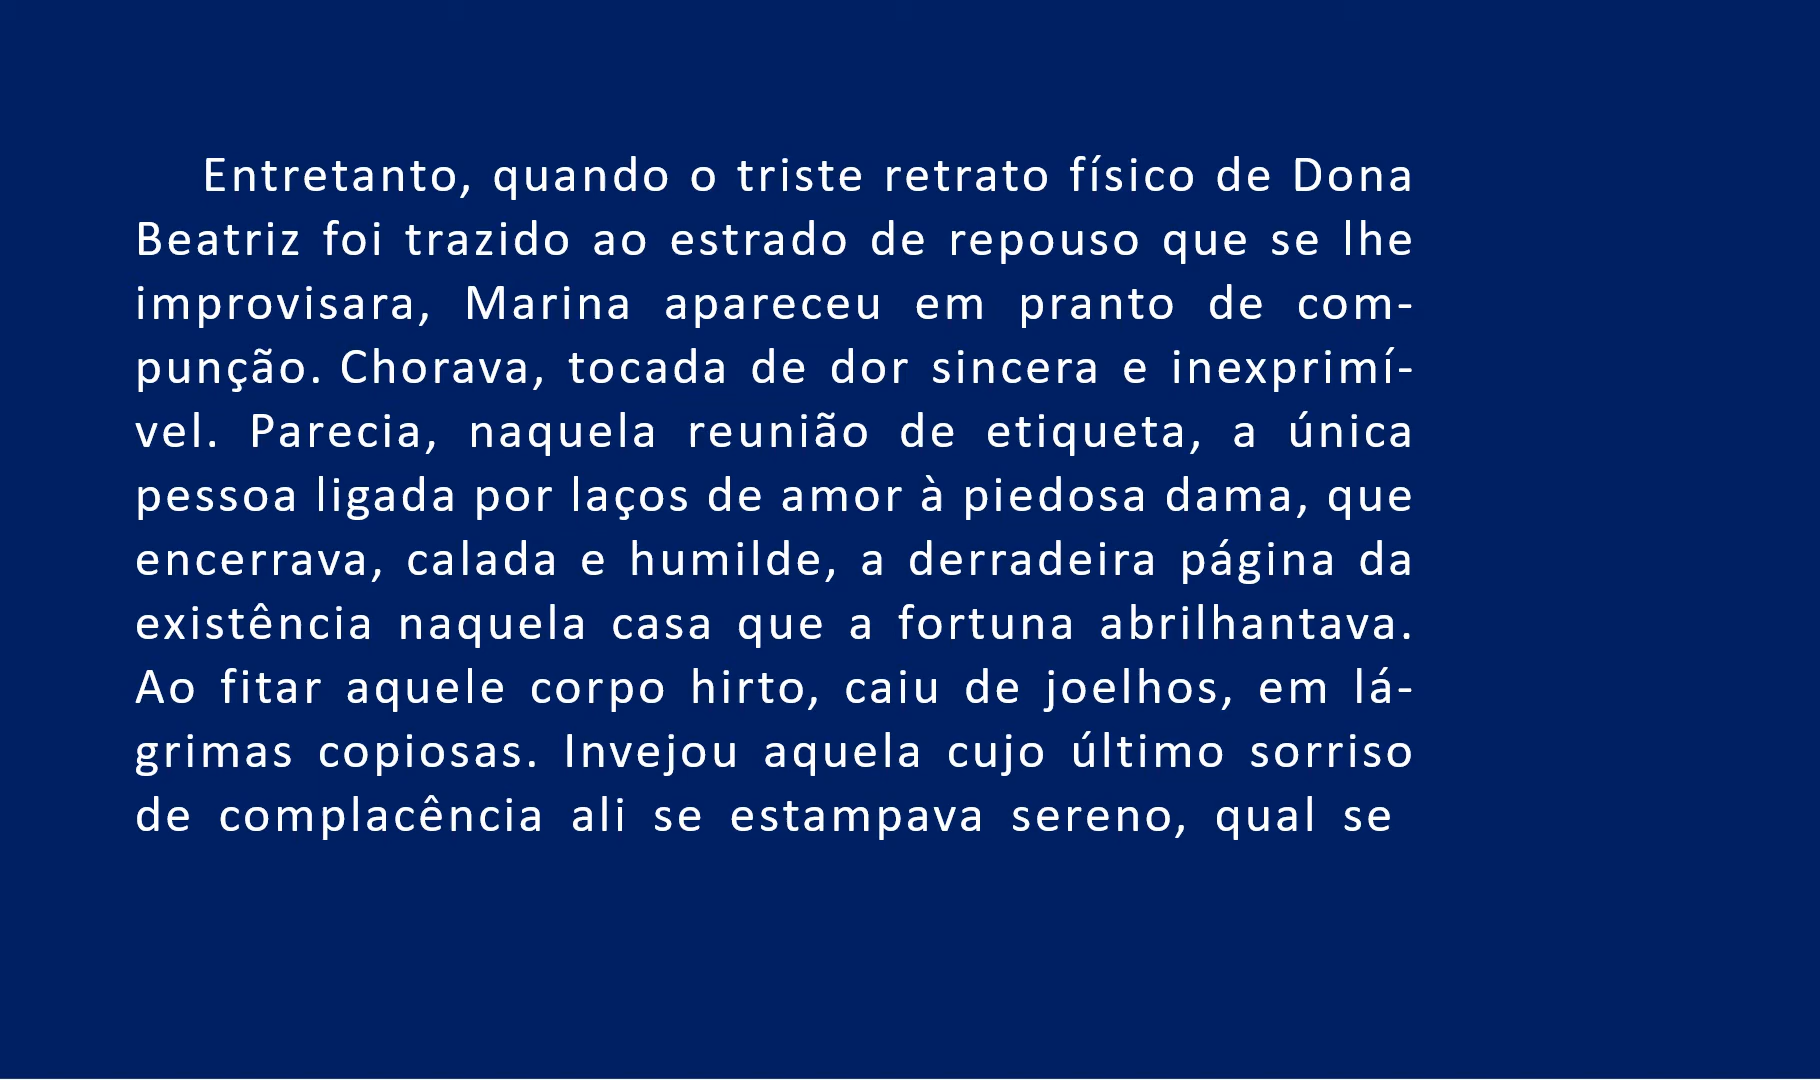 Entretanto, quando o triste retrato físico de Dona
Beatriz foi trazido ao estrado de repouso que se lhe
improvisara, Marina apareceu em pranto de com-
punção. Chorava, tocada de dor sincera e inexprimí-
vel. Parecia, naquela reunião de etiqueta, a única
pessoa ligada por laços de amor à piedosa dama, que
encerrava, calada e humilde, a derradeira página da
existência naquela casa que a fortuna abrilhantava.
Ao fitar aquele corpo hirto, caiu de joelhos, em lá-
grimas copiosas. Invejou aquela cujo último sorriso
de complacência ali se estampava sereno, qual se